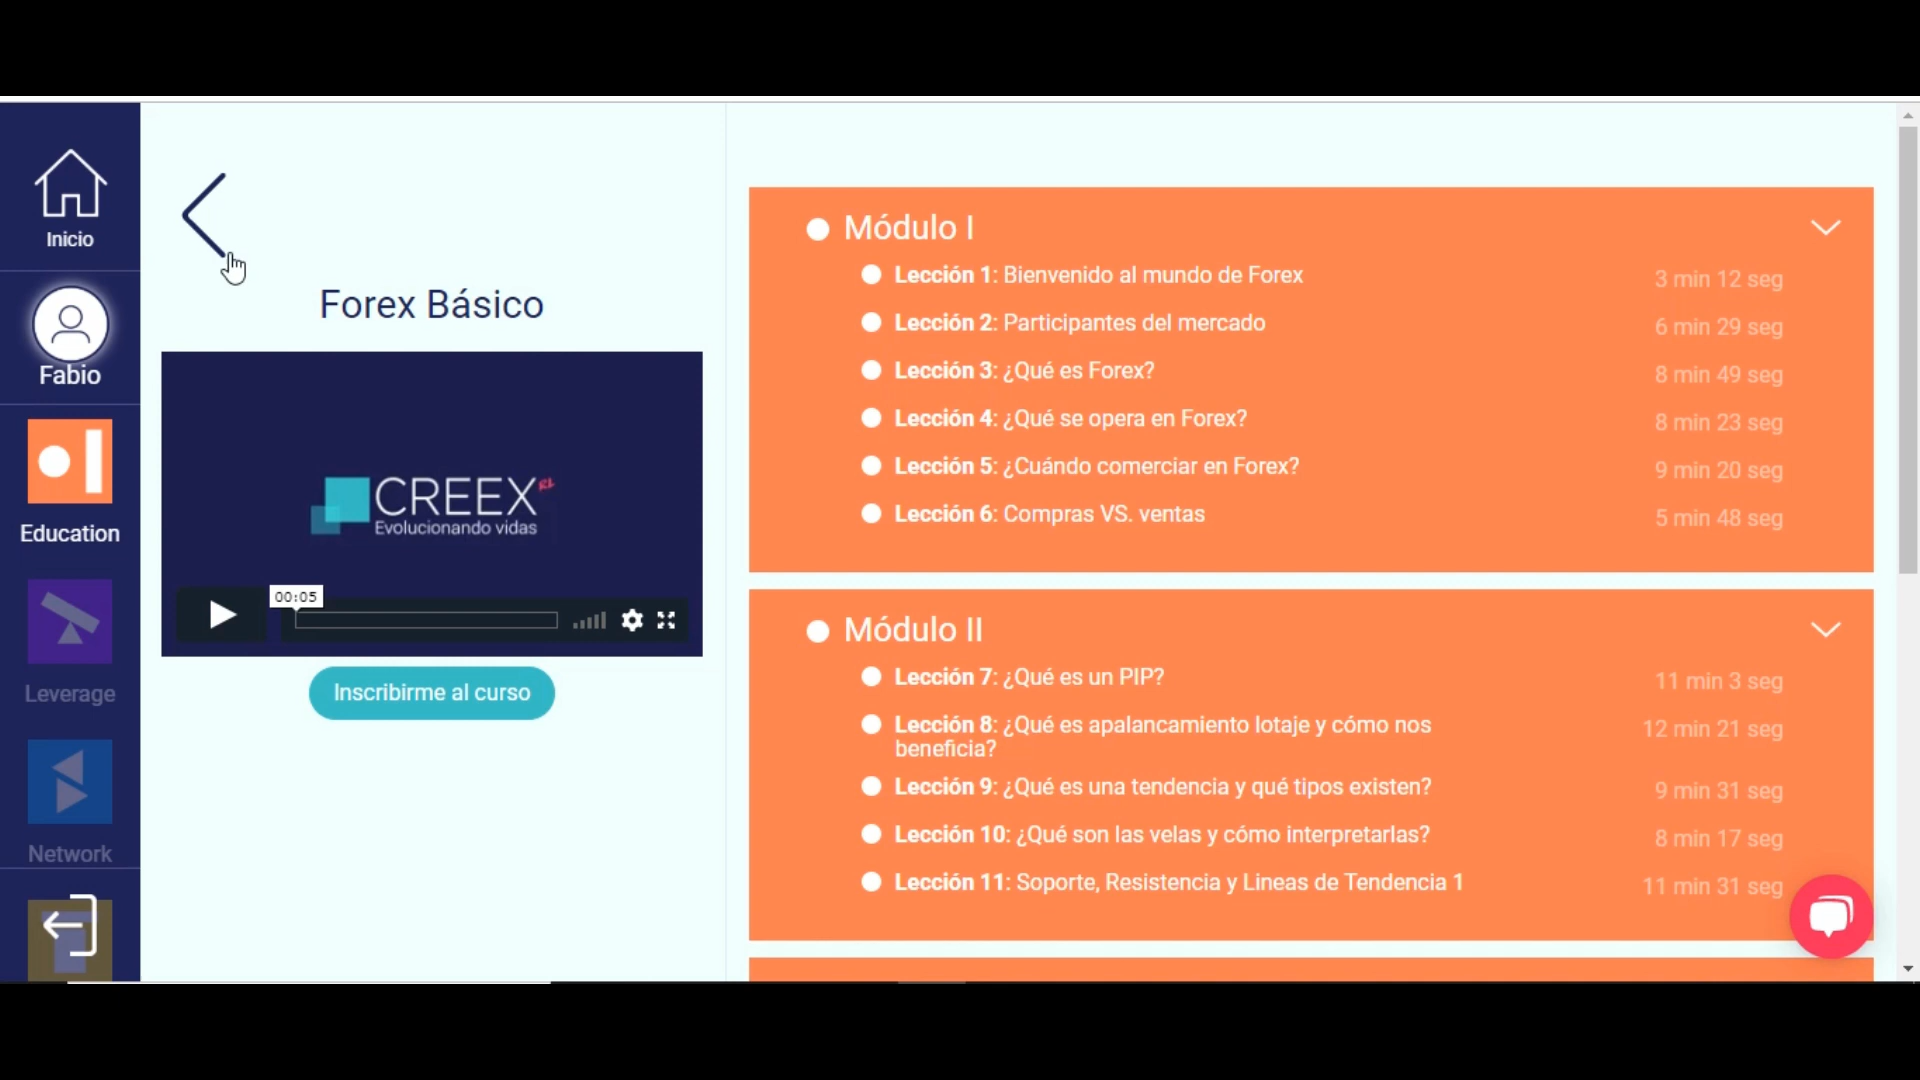 Inicio
Fabio
Education
Leverage
Network
Forex Básico
CREEX RL
Evolucionando vidas
00:05
Inscribirme al curso
Módulo I
Lección 1: Bienvenido al mundo de Forex 3 min 12 seg
Lección 2: Participantes del mercado 6 min 29 seg
Lección 3: ¿Qué es Forex? 8 min 49 seg
Lección 4: ¿Qué se opera en Forex? 8 min 23 seg
Lección 5: ¿Cuándo comerciar en Forex? 9 min 20 seg
Lección 6: Compras VS. ventas 5 min 48 seg
Módulo II
Lección 7: ¿Qué es un PIP? 11 min 3 seg
Lección 8: ¿Qué es apalancamiento lotaje y cómo nos 12 min 21 seg
beneficia?
Lección 9: ¿Qué es una tendencia y qué tipos existen? 9 min 31 seg
Lección 10: ¿Qué son las velas y cómo interpretarlas? 8 min 17 seg
Lección 11: Soporte, Resistencia y Lineas de Tendencia 1 11 min 31 seg